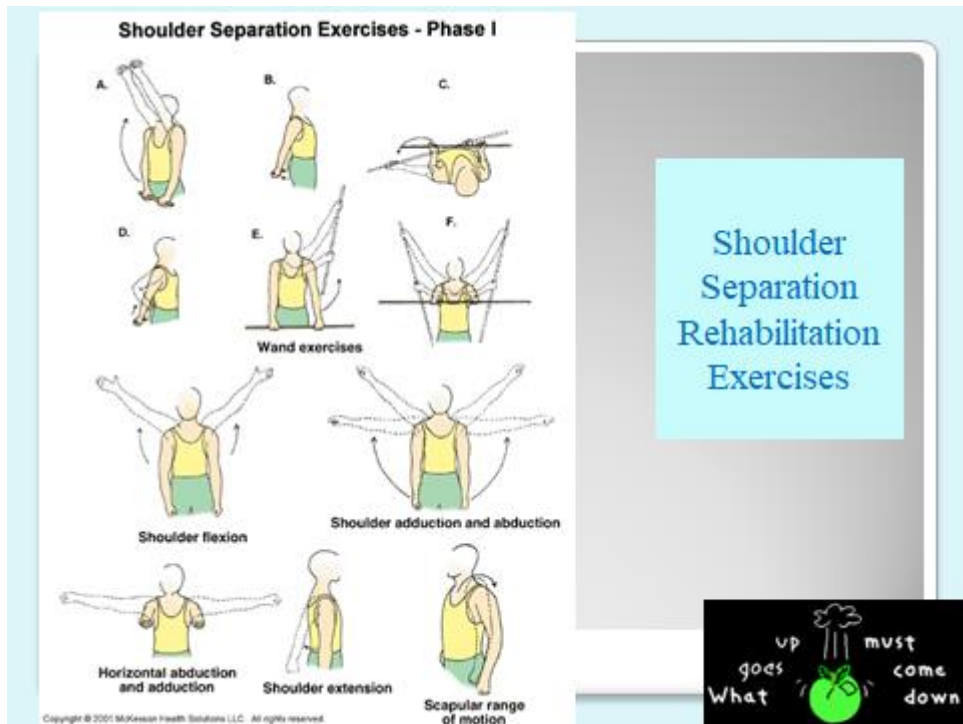 Shoulder Separation Exercises - Phase I
A.
B.
C.
D.
E.
F.
Wand exercises
Shoulder flexion
Shoulder adduction and abduction
Horizontal abduction
and adduction
Shoulder extension
Scapular range
of motion
Copyright © 2001 McKesson Health Solutions LLC. All rights reserved.
Shoulder
Separation
Rehabilitation
Exercises
What
goes
up
must
come
down